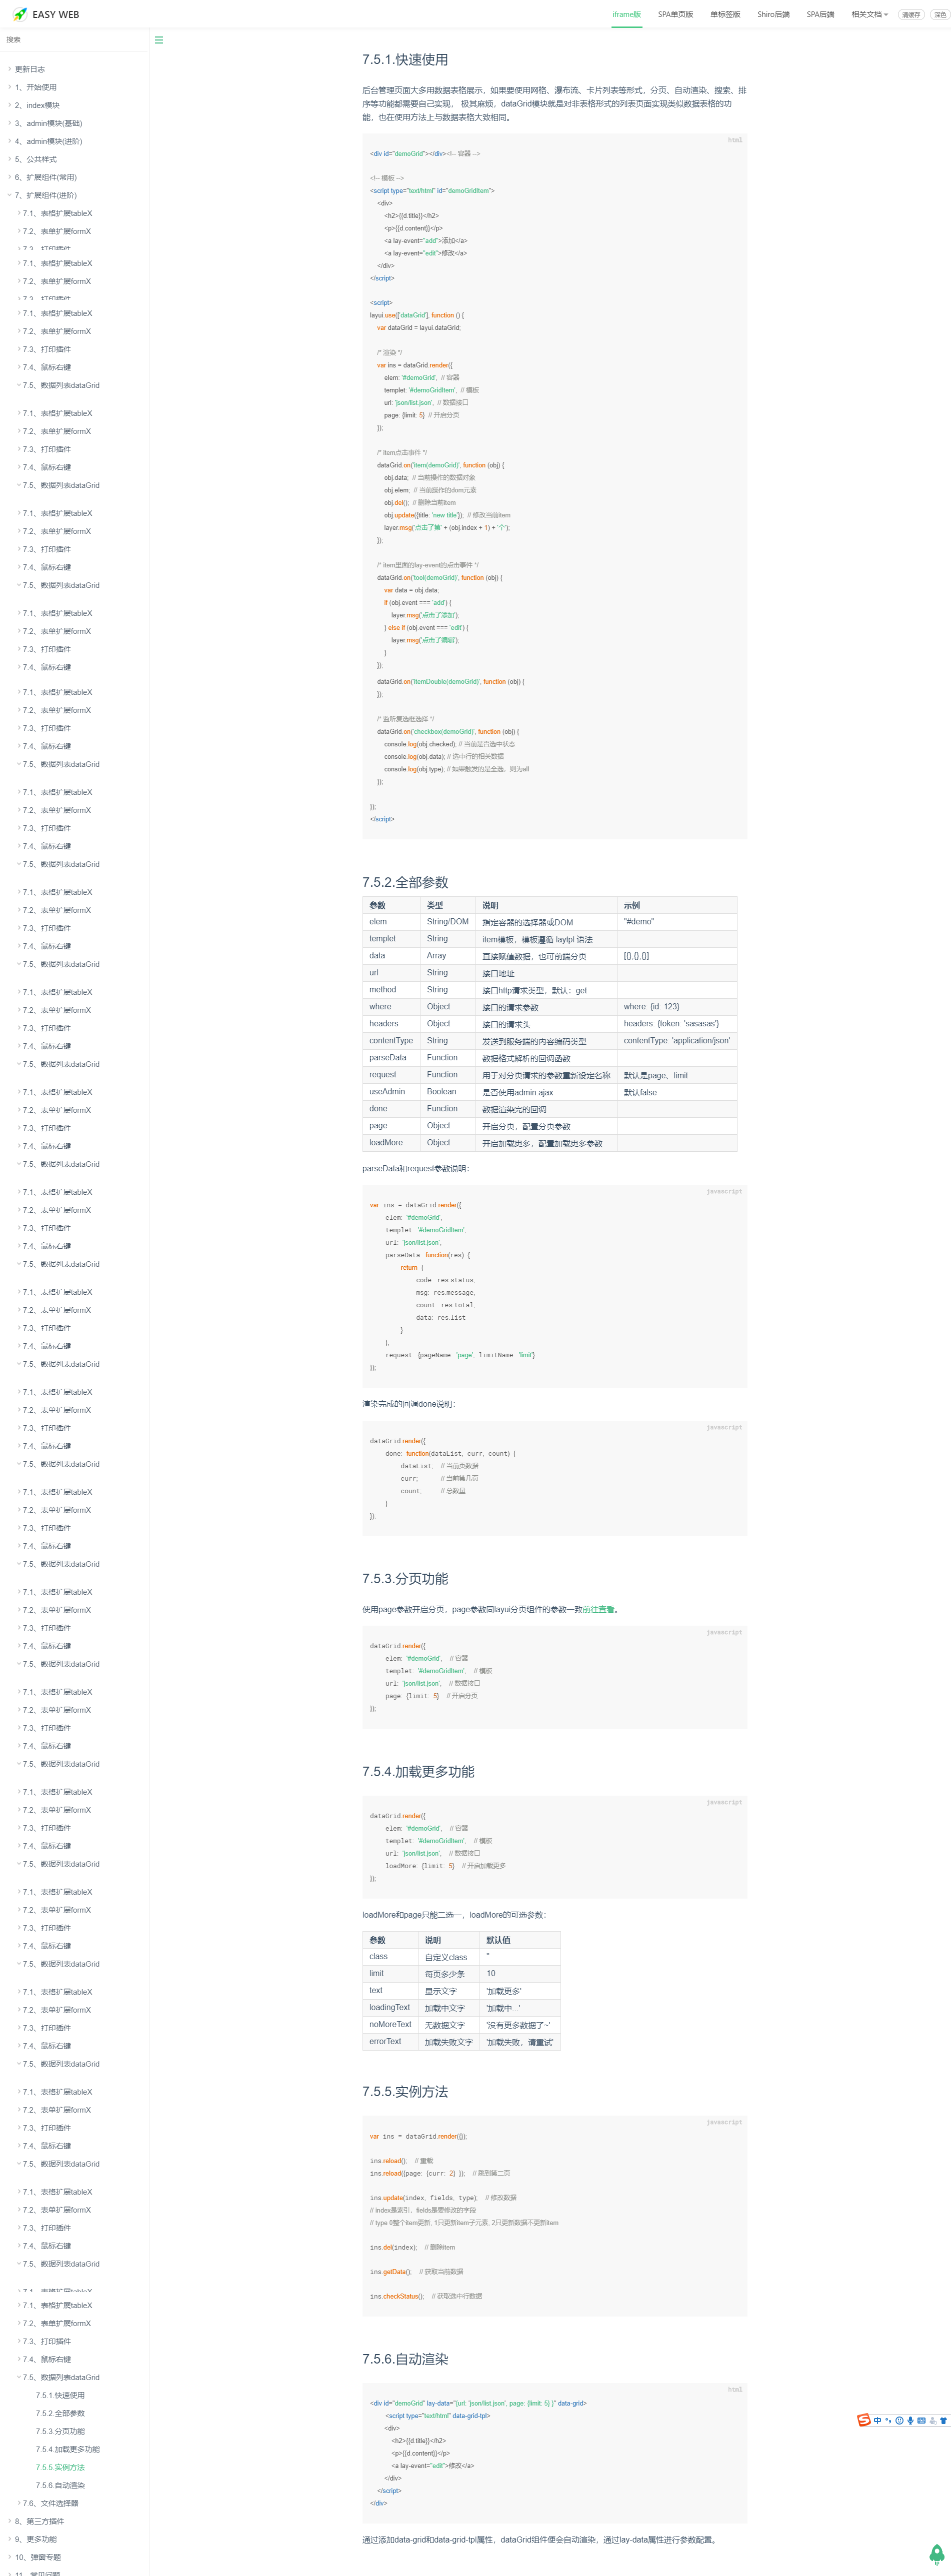 EASY WEB
iframe版
SPA单页版
单标签版
Shiro后端
SPA后端
相关文档
请缓存
深色
搜索
更新日志
1、开始使用
2、index模块
3、admin模块(基础)
4、admin模块(进阶)
5、公共样式
6、扩展组件(常用)
7、扩展组件(进阶)
7.1、表格扩展tableX
7.2、表单扩展formX
7.3、打印插件
7.1、表格扩展tableX
7.2、表单扩展formX
7.3、打印插件
7.1、表格扩展tableX
7.2、表单扩展formX
7.3、打印插件
7.4、鼠标右键
7.5、数据列表dataGrid
7.5.1.快速使用
7.5.2.全部参数
7.5.3.分页功能
7.5.4.加载更多功能
7.5.5.实例方法
7.5.6.自动渲染
7.6、文件选择器
8、第三方插件
9、更多功能
10、弹窗专题
11、常见问题
7.5.1.快速使用
后台管理页面大多用数据表格展示，如果要使用网格、瀑布流、卡片列表等形式，分页、自动渲染、搜索、排
序等功能都需要自己实现， 极其麻烦，dataGrid模块就是对非表格形式的列表页面实现类似数据表格的功
能，也在使用方法上与数据表格大致相同。
html
<div id="demoGrid"></div><!-- 容器 -->
<!-- 模板 -->
<script type="text/html" id="demoGridItem">
<div>
<h2>{{d.title}}</h2>
<p>{{d.content}}</p>
<a lay-event="add">添加</a>
<a lay-event="edit">修改</a>
</div>
</script>
<script>
layui.use(['dataGrid'], function () {
var dataGrid = layui.dataGrid;
/* 渲染 */
var ins = dataGrid.render({
elem: '#demoGrid', // 容器
templet: '#demoGridItem', // 模板
url: 'json/list.json', // 数据接口
page: {limit: 5} // 开启分页
});
/* item点击事件 */
dataGrid.on('item(demoGrid)', function (obj) {
obj.data; // 当前操作的数据对象
obj.elem; // 当前操作的dom元素
obj.del(); // 删除当前item
obj.update({title: 'new title'}); // 修改当前item
layer.msg('点击了第' + (obj.index + 1) + '个');
});
/* item里面的lay-event的点击事件 */
dataGrid.on('tool(demoGrid)', function (obj) {
var data = obj.data;
if (obj.event === 'add') {
layer.msg('点击了添加');
} else if (obj.event === 'edit') {
layer.msg('点击了编辑');
}
});
dataGrid.on('itemDouble(demoGrid)', function (obj) {
});
/* 监听复选框选择 */
dataGrid.on('checkbox(demoGrid)', function (obj) {
console.log(obj.checked); // 当前是否选中状态
console.log(obj.data); // 选中行的相关数据
console.log(obj.type); // 如果触发的是全选，则为all
});
});
</script>
7.5.2.全部参数
参数 类型 说明 示例
elem String/DOM 指定容器的选择器或DOM "#demo"
templet String item模板，模板遵循 laytpl 语法
data Array 直接赋值数据，也可前端分页 [{},{},{}]
url String 接口地址
method String 接口http请求类型，默认：get
where Object 接口的请求参数 where: {id: 123}
headers Object 接口的请求头 headers: {token: 'sasasas'}
contentType String 发送到服务端的内容编码类型 contentType: 'application/json'
parseData Function 数据格式解析的回调函数
request Function 用于对分页请求的参数重新设定名称 默认是page、limit
useAdmin Boolean 是否使用admin.ajax 默认false
done Function 数据渲染完的回调
page Object 开启分页，配置分页参数
loadMore Object 开启加载更多，配置加载更多参数
parseData和request参数说明：
javascript
var ins = dataGrid.render({
elem: '#demoGrid',
templet: '#demoGridItem',
url: 'json/list.json',
parseData: function(res) {
return {
code: res.status,
msg: res.message,
count: res.total,
data: res.list
}
},
request: {pageName: 'page', limitName: 'limit'}
});
渲染完成的回调done说明：
javascript
dataGrid.render({
done: function(dataList, curr, count) {
dataList; // 当前页数据
curr; // 当前第几页
count; // 总数量
}
});
7.5.3.分页功能
使用page参数开启分页，page参数同layui分页组件的参数一致前往查看。
javascript
dataGrid.render({
elem: '#demoGrid', // 容器
templet: '#demoGridItem', // 模板
url: 'json/list.json', // 数据接口
page: {limit: 5} // 开启分页
});
7.5.4.加载更多功能
javascript
dataGrid.render({
elem: '#demoGrid', // 容器
templet: '#demoGridItem', // 模板
url: 'json/list.json', // 数据接口
loadMore: {limit: 5} // 开启加载更多
});
loadMore和page只能二选一，loadMore的可选参数：
参数 说明 默认值
class 自定义class ''
limit 每页多少条 10
text 显示文字 '加载更多'
loadingText 加载中文字 '加载中...'
noMoreText 无数据文字 '没有更多数据了~'
errorText 加载失败文字 '加载失败，请重试'
7.5.5.实例方法
javascript
var ins = dataGrid.render({});
ins.reload(); // 重载
ins.reload({page: {curr: 2} }); // 跳到第二页
ins.update(index, fields, type); // 修改数据
// index是索引，fields是要修改的字段
// type 0整个item更新, 1只更新item子元素, 2只更新数据不更新item
ins.del(index); // 删除item
ins.getData(); // 获取当前数据
ins.checkStatus(); // 获取选中行数据
7.5.6.自动渲染
html
<div id="demoGrid" lay-data="{url: 'json/list.json', page: {limit: 5} }" data-grid>
<script type="text/html" data-grid-tpl>
<div>
<h2>{{d.title}}</h2>
<p>{{d.content}}</p>
<a lay-event="edit">修改</a>
</div>
</script>
</div>
通过添加data-grid和data-grid-tpl属性，dataGrid组件便会自动渲染，通过lay-data属性进行参数配置。
中